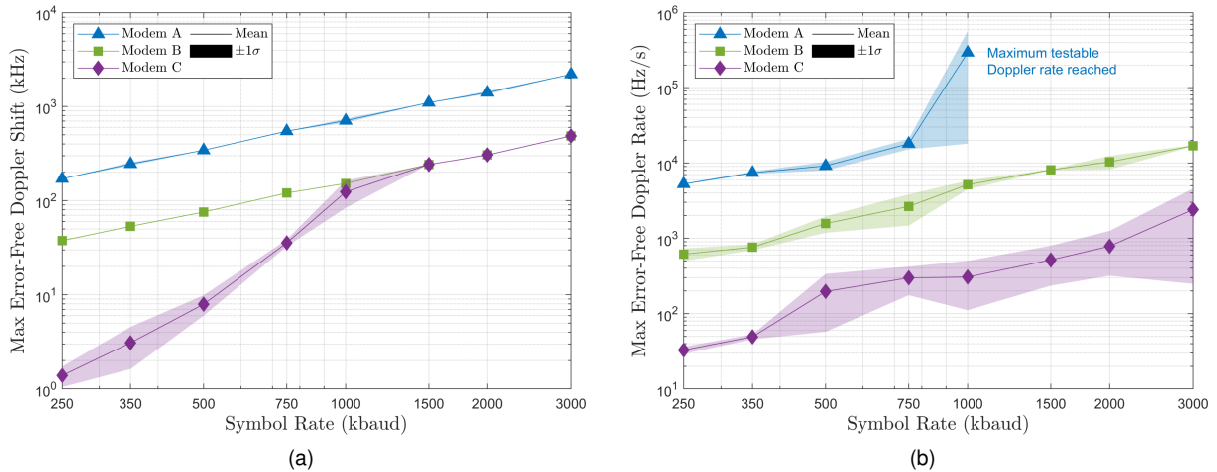 Max Error-Free Doppler Shift (kHz)
10^4
10^3
10^2
10^1
10^0
Modem A
Modem B
Modem C
Mean
±1σ
250 350 500 750 1000 1500 2000 3000
Symbol Rate (kbaud)
(a)
Max Error-Free Doppler Rate (Hz/s)
10^6
10^5
10^4
10^3
10^2
10^1
Modem A
Modem B
Modem C
Mean
±1σ
Maximum testable
Doppler rate reached
250 350 500 750 1000 1500 2000 3000
Symbol Rate (kbaud)
(b)